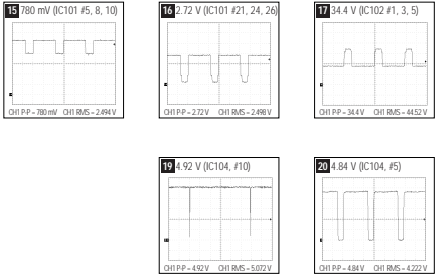 15 780 mV (IC101 #5, 8, 10)
CH1 P-P = 780 mV CH1 RMS = 2.494 V
16 2.72 V (IC101 #21, 24, 26)
CH1 P-P = 2.72 V CH1 RMS = 2.498 V
17 34.4 V (IC102 #1, 3, 5)
CH1 P-P = 34.4 V CH1 RMS = 44.52 V
19 4.92 V (IC104, #10)
CH1 P-P = 4.92 V CH1 RMS = 5.072 V
20 4.84 V (IC104, #5)
CH1 P-P = 4.84 V CH1 RMS = 4.222 V